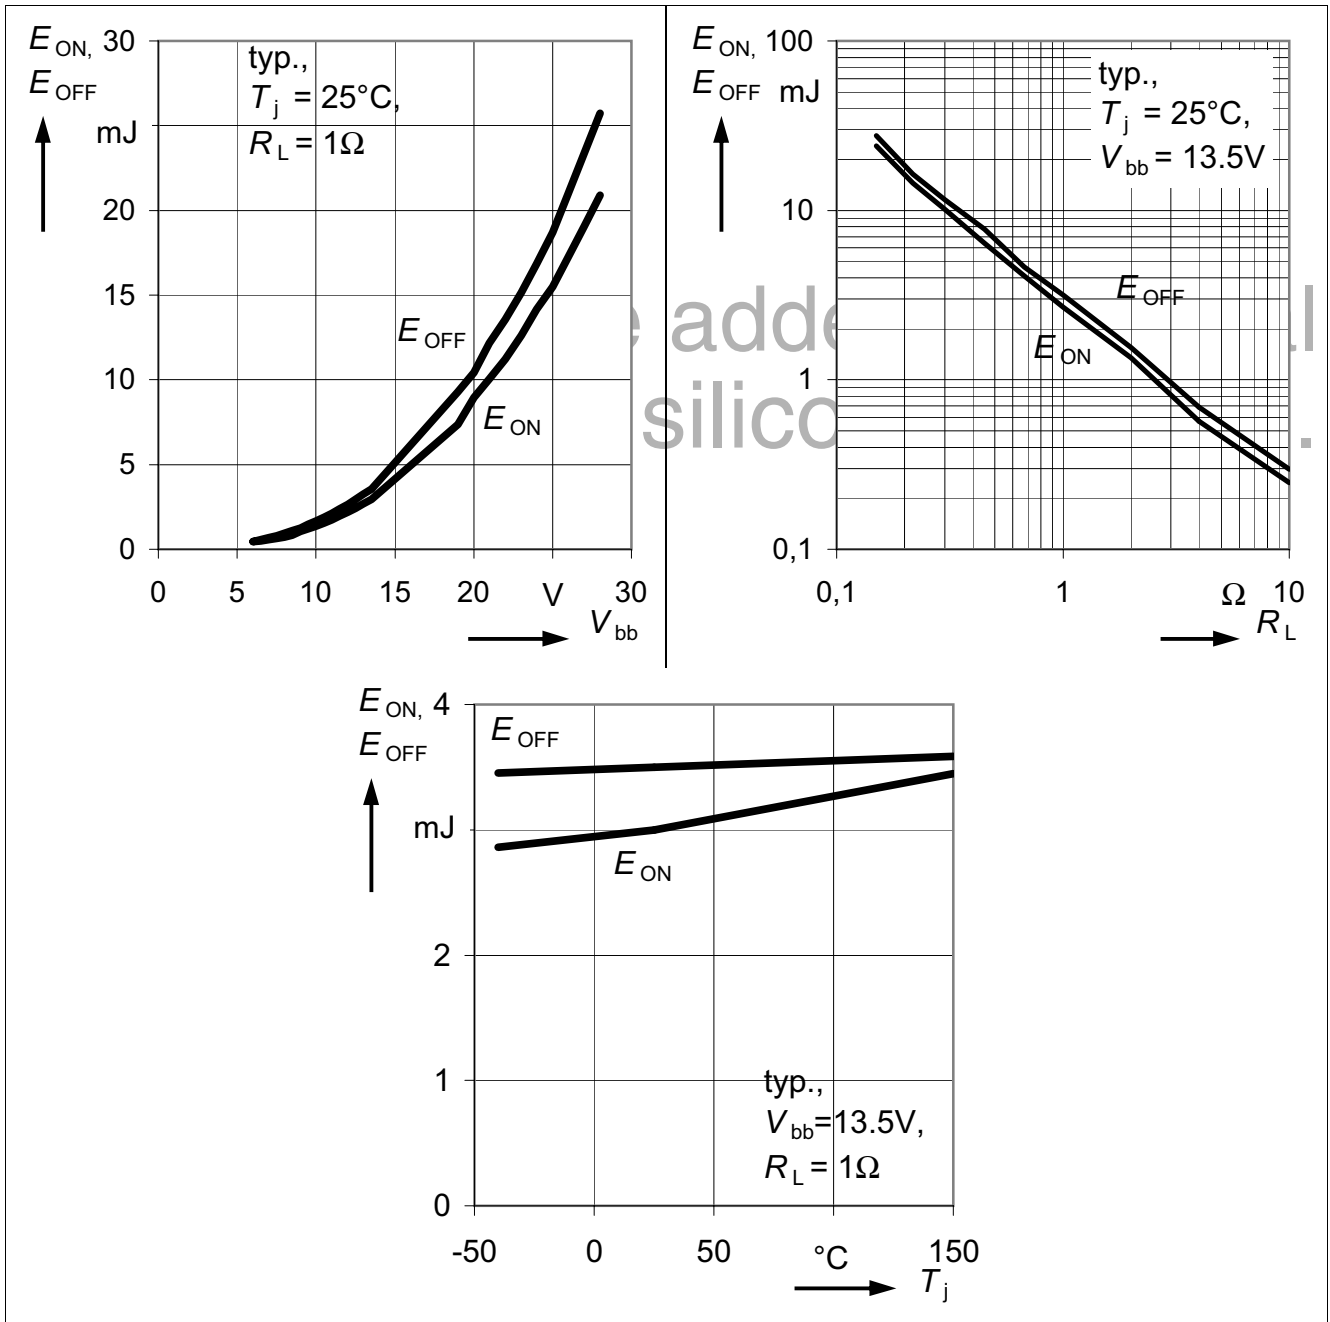 E ON, 30
E OFF
mJ
typ.,
T j = 25°C,
R L = 1Ω
20
15
10
5
0
E OFF
E ON
0 5 10 15 20 V 30
V bb
E ON, 100
E OFF mJ
typ.,
T j = 25°C,
V bb = 13.5V
10
1
0,1
E OFF
E ON
0,1 1 Ω 10
R L
adde
al
silico
.
E ON, 4
E OFF
mJ
2
1
0
E OFF
E ON
typ.,
V bb=13.5V,
R L = 1Ω
-50 0 50 °C 150
T j